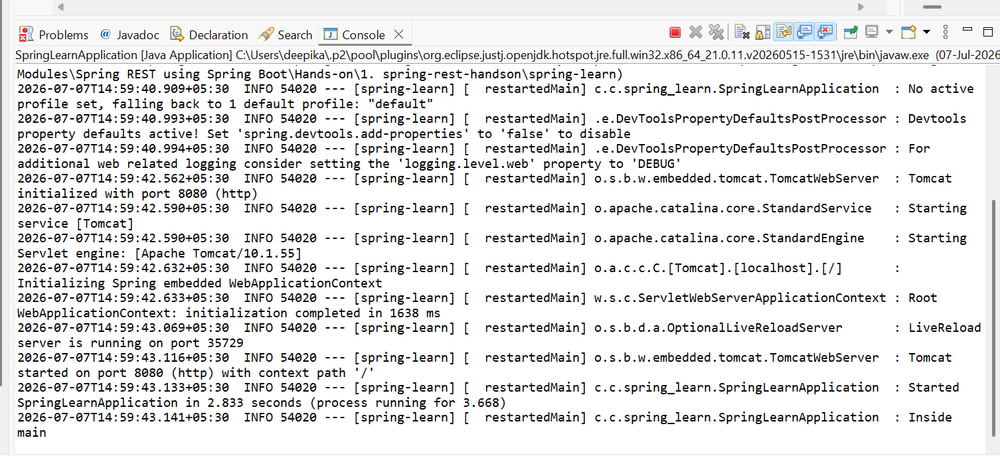 Problems @ Javadoc Declaration Search Console
SpringLearnApplication [Java Application] C:\Users\deepika\.p2\pool\plugins\org.eclipse.justj.openjdk.hotspot.jre.full.win32.x86_64_21.0.11.v20260515-1531\jre\bin\javaw.exe (07-Jul-2026
Modules\Spring REST using Spring Boot\Hands-on\1. spring-rest-handson\spring-learn)
2026-07-07T14:59:40.909+05:30  INFO 54020 --- [spring-learn] [  restartedMain] c.c.spring_learn.SpringLearnApplication  : No active
profile set, falling back to 1 default profile: "default"
2026-07-07T14:59:40.993+05:30  INFO 54020 --- [spring-learn] [  restartedMain] .e.DevToolsPropertyDefaultsPostProcessor : Devtools
property defaults active! Set 'spring.devtools.add-properties' to 'false' to disable
2026-07-07T14:59:40.994+05:30  INFO 54020 --- [spring-learn] [  restartedMain] .e.DevToolsPropertyDefaultsPostProcessor : For
additional web related logging consider setting the 'logging.level.web' property to 'DEBUG'
2026-07-07T14:59:42.562+05:30  INFO 54020 --- [spring-learn] [  restartedMain] o.s.b.w.embedded.tomcat.TomcatWebServer  : Tomcat
initialized with port 8080 (http)
2026-07-07T14:59:42.590+05:30  INFO 54020 --- [spring-learn] [  restartedMain] o.apache.catalina.core.StandardService   : Starting
service [Tomcat]
2026-07-07T14:59:42.590+05:30  INFO 54020 --- [spring-learn] [  restartedMain] o.apache.catalina.core.StandardEngine    : Starting
Servlet engine: [Apache Tomcat/10.1.55]
2026-07-07T14:59:42.632+05:30  INFO 54020 --- [spring-learn] [  restartedMain] o.a.c.c.C.[Tomcat].[localhost].[/]       :
Initializing Spring embedded WebApplicationContext
2026-07-07T14:59:42.633+05:30  INFO 54020 --- [spring-learn] [  restartedMain] w.s.c.ServletWebServerApplicationContext : Root
WebApplicationContext: initialization completed in 1638 ms
2026-07-07T14:59:43.069+05:30  INFO 54020 --- [spring-learn] [  restartedMain] o.s.b.d.a.OptionalLiveReloadServer       : LiveReload
server is running on port 35729
2026-07-07T14:59:43.116+05:30  INFO 54020 --- [spring-learn] [  restartedMain] o.s.b.w.embedded.tomcat.TomcatWebServer  : Tomcat
started on port 8080 (http) with context path '/'
2026-07-07T14:59:43.133+05:30  INFO 54020 --- [spring-learn] [  restartedMain] c.c.spring_learn.SpringLearnApplication  : Started
SpringLearnApplication in 2.833 seconds (process running for 3.668)
2026-07-07T14:59:43.141+05:30  INFO 54020 --- [spring-learn] [  restartedMain] c.c.spring_learn.SpringLearnApplication  : Inside
main